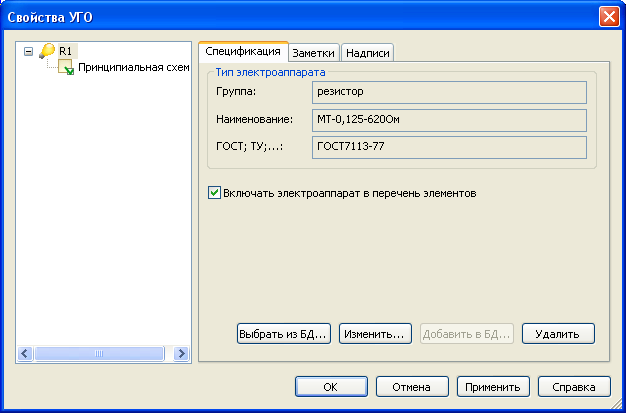 Свойства УГО
R1
Принципиальная схем
Спецификация Заметки Надписи
Тип электроаппарата
Группа: резистор
Наименование: МТ-0,125-620Ом
ГОСТ; ТУ;...: ГОСТ7113-77
Включать электроаппарат в перечень элементов
Выбрать из БД... Изменить... Добавить в БД... Удалить
ОК Отмена Применить Справка